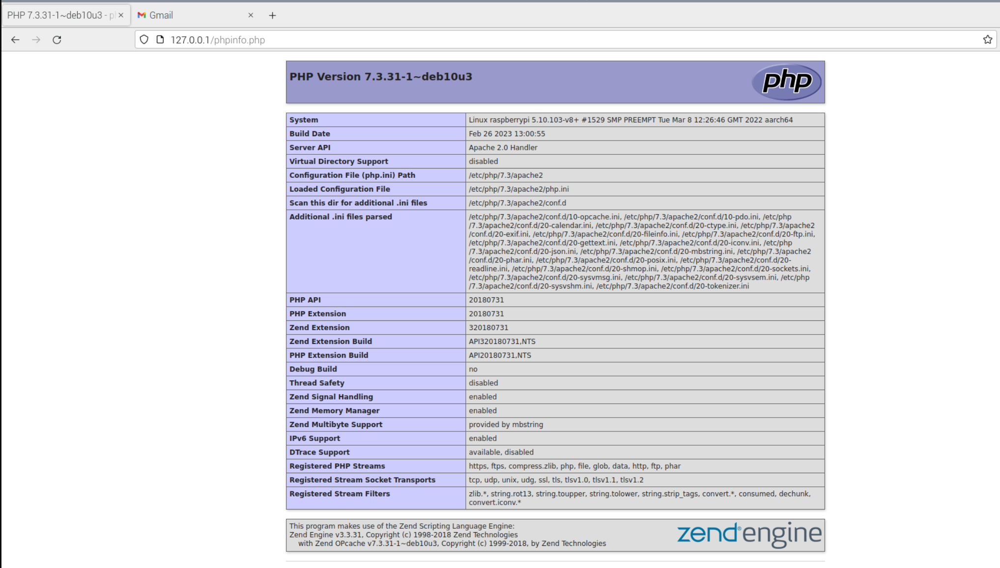 PHP 7.3.31-1~deb10u3 - p
Gmail
127.0.0.1/phpinfo.php
PHP Version 7.3.31-1~deb10u3
php
System Linux raspberrypi 5.10.103-v8+ #1529 SMP PREEMPT Tue Mar 8 12:26:46 GMT 2022 aarch64
Build Date Feb 26 2023 13:00:55
Server API Apache 2.0 Handler
Virtual Directory Support disabled
Configuration File (php.ini) Path /etc/php/7.3/apache2
Loaded Configuration File /etc/php/7.3/apache2/php.ini
Scan this dir for additional .ini files /etc/php/7.3/apache2/conf.d
Additional .ini files parsed /etc/php/7.3/apache2/conf.d/10-opcache.ini, /etc/php/7.3/apache2/conf.d/10-pdo.ini, /etc/php
/7.3/apache2/conf.d/20-calendar.ini, /etc/php/7.3/apache2/conf.d/20-ctype.ini, /etc/php/7.3/apache2
/conf.d/20-exif.ini, /etc/php/7.3/apache2/conf.d/20-fileinfo.ini, /etc/php/7.3/apache2/conf.d/20-ftp.ini,
/etc/php/7.3/apache2/conf.d/20-gettext.ini, /etc/php/7.3/apache2/conf.d/20-iconv.ini, /etc/php
/7.3/apache2/conf.d/20-json.ini, /etc/php/7.3/apache2/conf.d/20-mbstring.ini, /etc/php/7.3/apache2
/conf.d/20-phar.ini, /etc/php/7.3/apache2/conf.d/20-posix.ini, /etc/php/7.3/apache2/conf.d/20-
readline.ini, /etc/php/7.3/apache2/conf.d/20-shmop.ini, /etc/php/7.3/apache2/conf.d/20-sockets.ini,
/etc/php/7.3/apache2/conf.d/20-sysvmsg.ini, /etc/php/7.3/apache2/conf.d/20-sysvsem.ini, /etc/php
/7.3/apache2/conf.d/20-sysvshm.ini, /etc/php/7.3/apache2/conf.d/20-tokenizer.ini
PHP API 20180731
PHP Extension 20180731
Zend Extension 320180731
Zend Extension Build API320180731,NTS
PHP Extension Build API20180731,NTS
Debug Build no
Thread Safety disabled
Zend Signal Handling enabled
Zend Memory Manager enabled
Zend Multibyte Support provided by mbstring
IPv6 Support enabled
DTrace Support available, disabled
Registered PHP Streams https, ftps, compress.zlib, php, file, glob, data, http, ftp, phar
Registered Stream Socket Transports tcp, udp, unix, udg, ssl, tls, tlsv1.0, tlsv1.1, tlsv1.2
Registered Stream Filters zlib.*, string.rot13, string.toupper, string.tolower, string.strip_tags, convert.*, consumed, dechunk,
convert.iconv.*
This program makes use of the Zend Scripting Language Engine:
Zend Engine v3.3.31, Copyright (c) 1998-2018 Zend Technologies
with Zend OPcache v7.3.31-1~deb10u3, Copyright (c) 1999-2018, by Zend Technologies
zend® engine